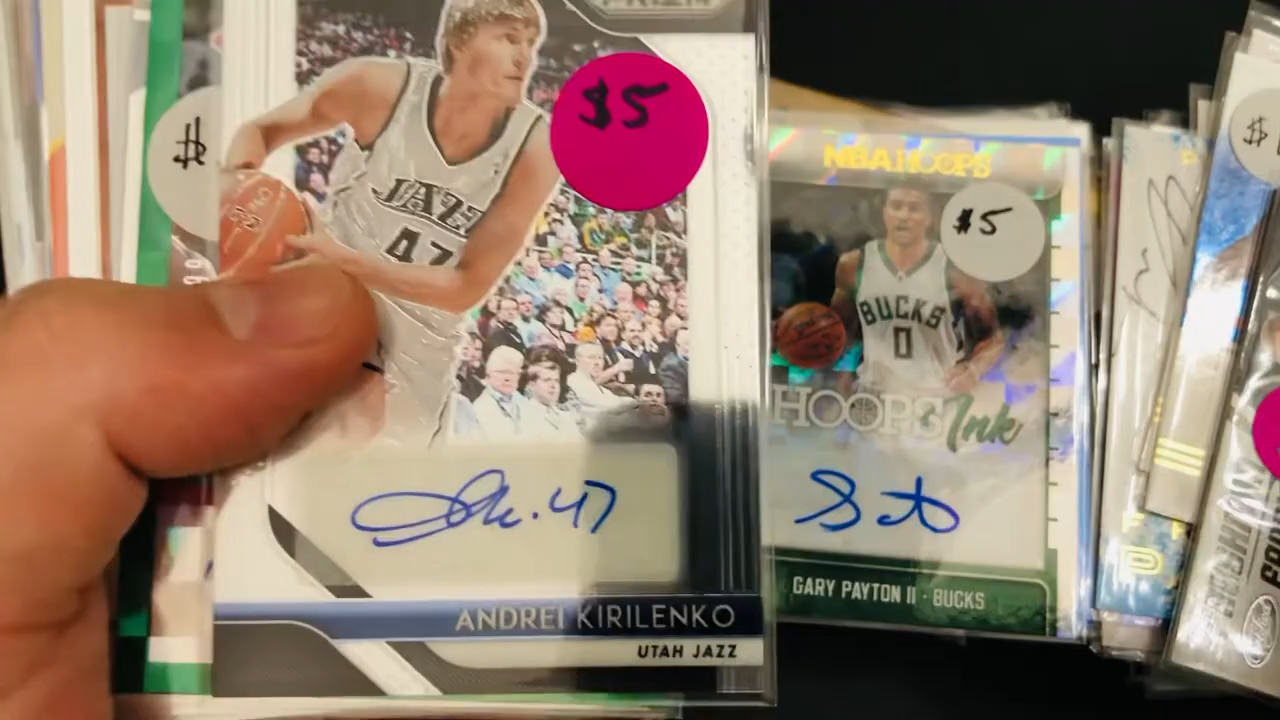 PRIZM
$5
$
JAZZ
47
ANDREI KIRILENKO
UTAH JAZZ
NBA HOOPS
$5
BUCKS
0
HOOPS Ink
GARY PAYTON II · BUCKS
$